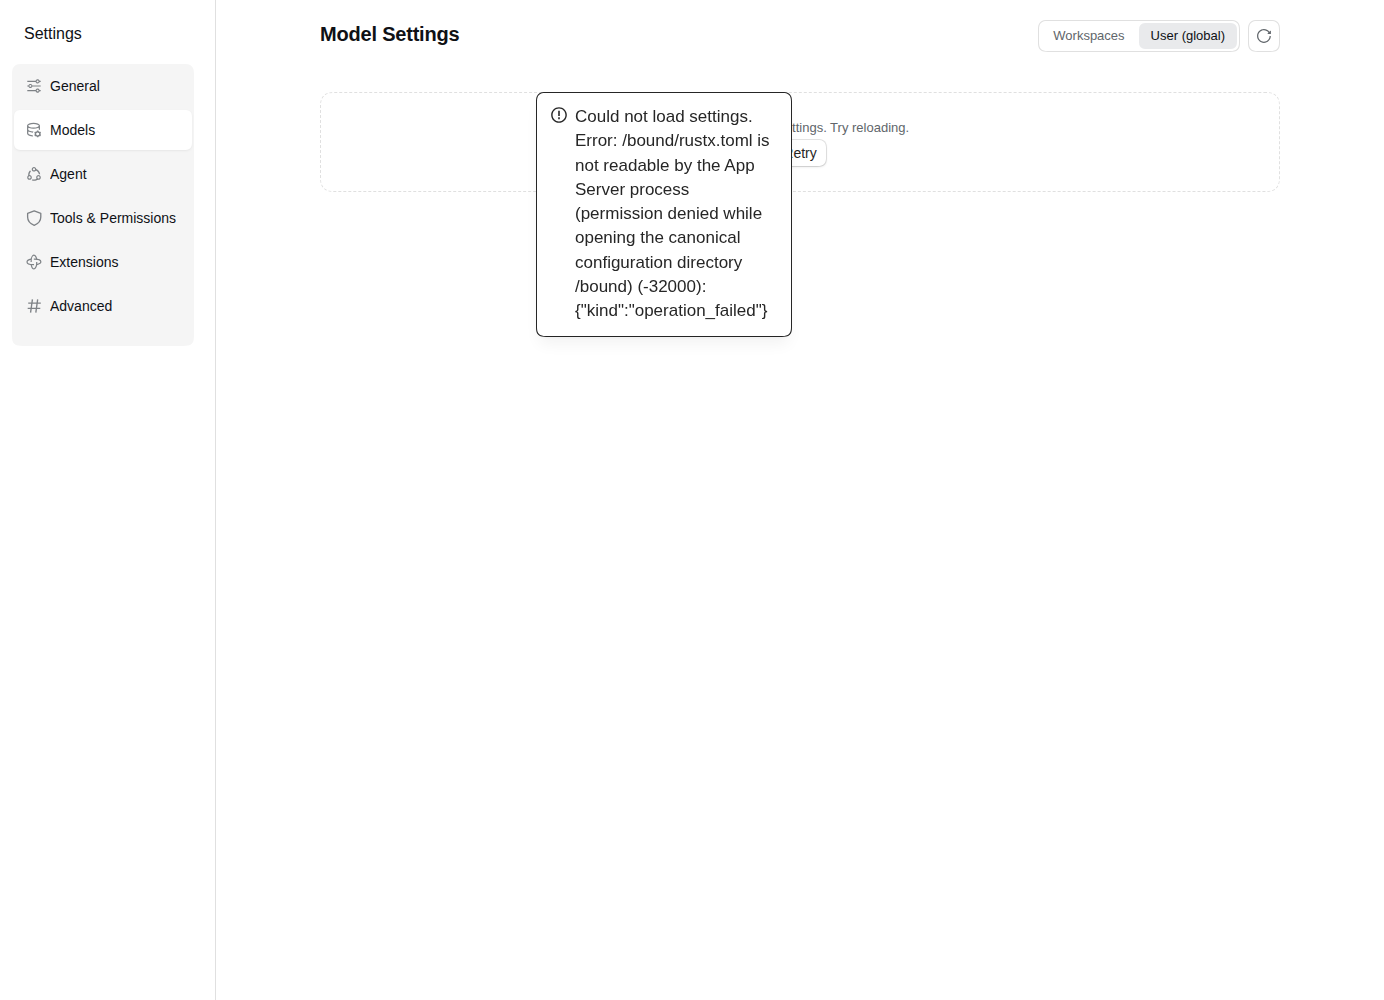 Settings
General
Models
Agent
Tools & Permissions
Extensions
Advanced
Model Settings
Workspaces
User (global)
Could not load settings.
Error: /bound/rustx.toml is
not readable by the App
Server process
(permission denied while
opening the canonical
configuration directory
/bound) (-32000):
{"kind":"operation_failed"}
Try reloading.